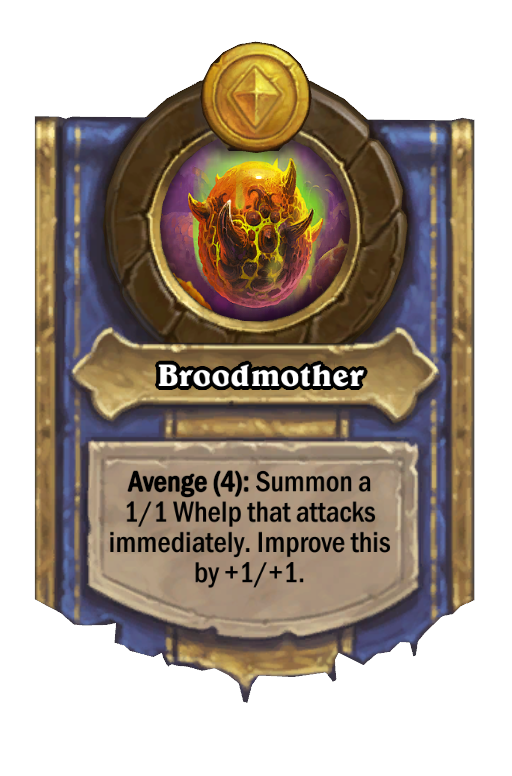 Broodmother
Avenge (4): Summon a
1/1 Whelp that attacks
immediately. Improve this
by +1/+1.